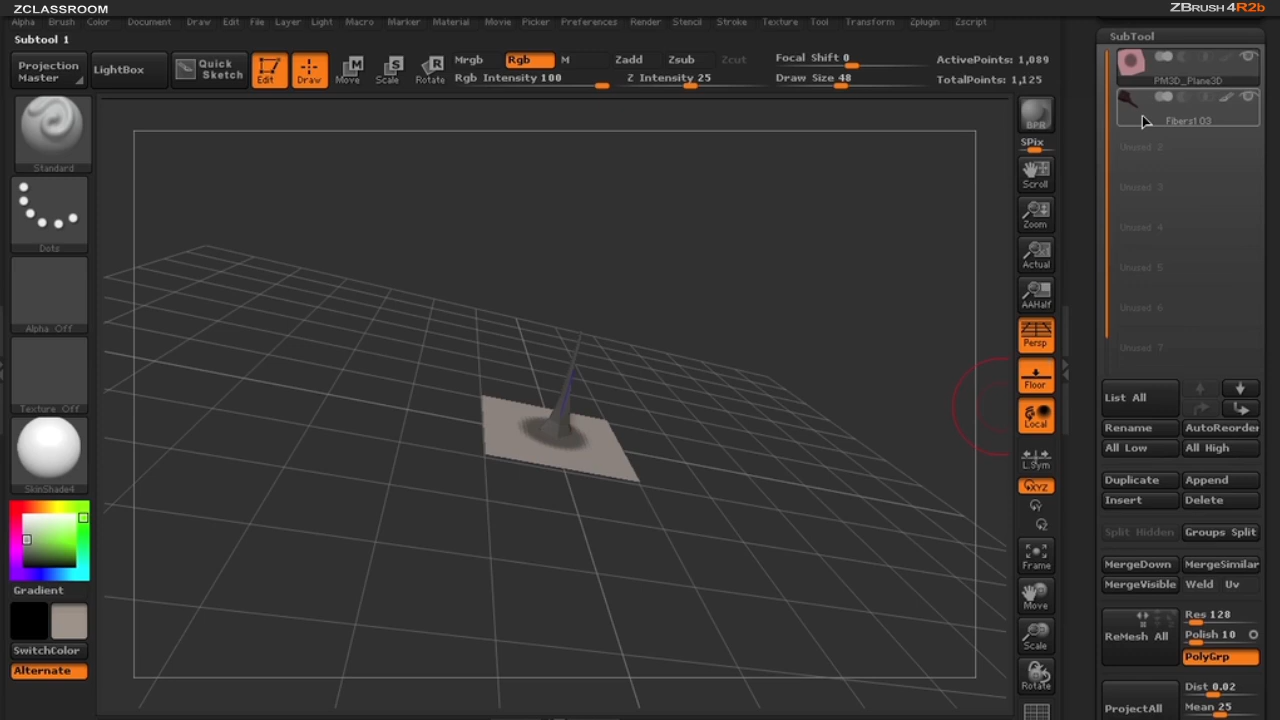 ZCLASSROOM
ZBRUSH 4R2b
Alpha Brush Color Document Draw Edit File Layer Light Macro Marker Material Movie Picker Preferences Render Stencil Stroke Texture Tool Transform Zplugin Zscript
Subtool 1
SubTool
Projection Master
LightBox
Quick Sketch
Edit
Draw
Move
Scale
Rotate
Mrgb Rgb M Zadd Zsub Zcut
Rgb Intensity 100 Z Intensity 25
Focal Shift 0
Draw Size 48
ActivePoints: 1,089
TotalPoints: 1,125
PM3D_Plane3D
Fibers103
Unused 2
Unused 3
Unused 4
Unused 5
Unused 6
Unused 7
Standard
Dots
Alpha Off
Texture Off
SkinShade4
Gradient
SwitchColor
Alternate
BPR
SPix
Scroll
Zoom
Actual
AAHalf
Persp
Floor
Local
L.Sym
XYZ
Y
Z
Frame
Move
Scale
Rotate
List All
Rename AutoReorder
All Low All High
Duplicate Append
Insert Delete
Split Hidden Groups Split
MergeDown MergeSimilar
MergeVisible Weld Uv
ReMesh All
Res 128
Polish 10
PolyGrp
ProjectAll
Dist 0.02
Mean 25